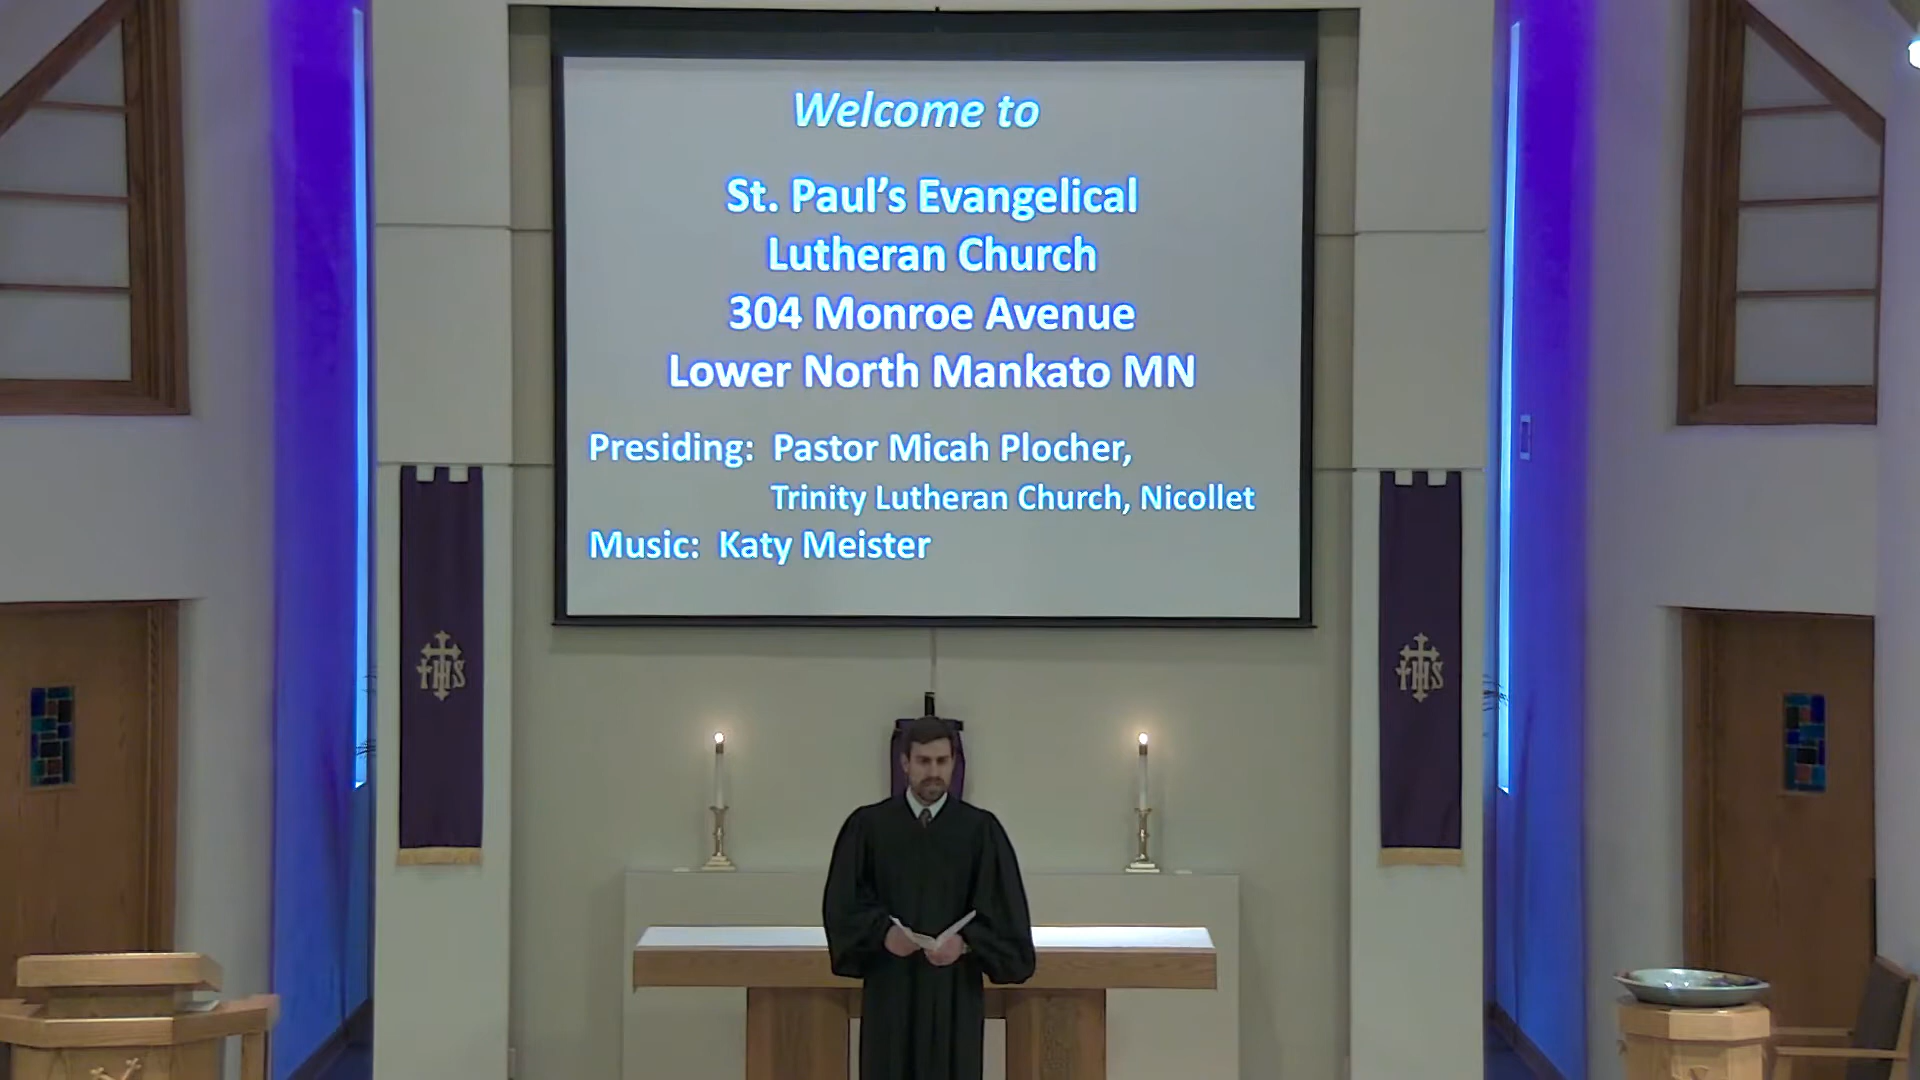 Welcome to
St. Paul's Evangelical
Lutheran Church
304 Monroe Avenue
Lower North Mankato MN
Presiding: Pastor Micah Plocher,
Trinity Lutheran Church, Nicollet
Music: Katy Meister
IHS
IHS